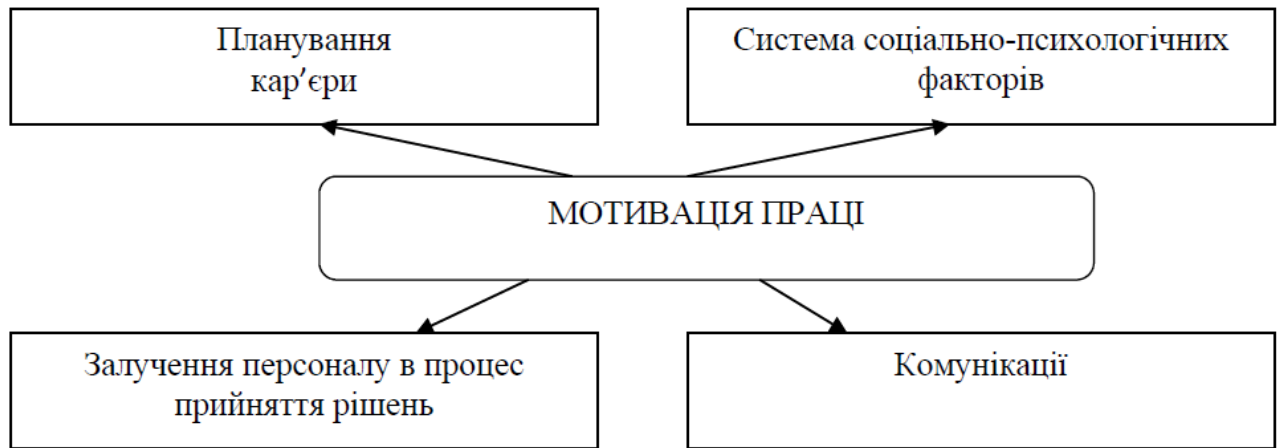 Планування
кар’єри
Система соціально-психологічних
факторів
МОТИВАЦІЯ ПРАЦІ
Залучення персоналу в процес
прийняття рішень
Комунікації